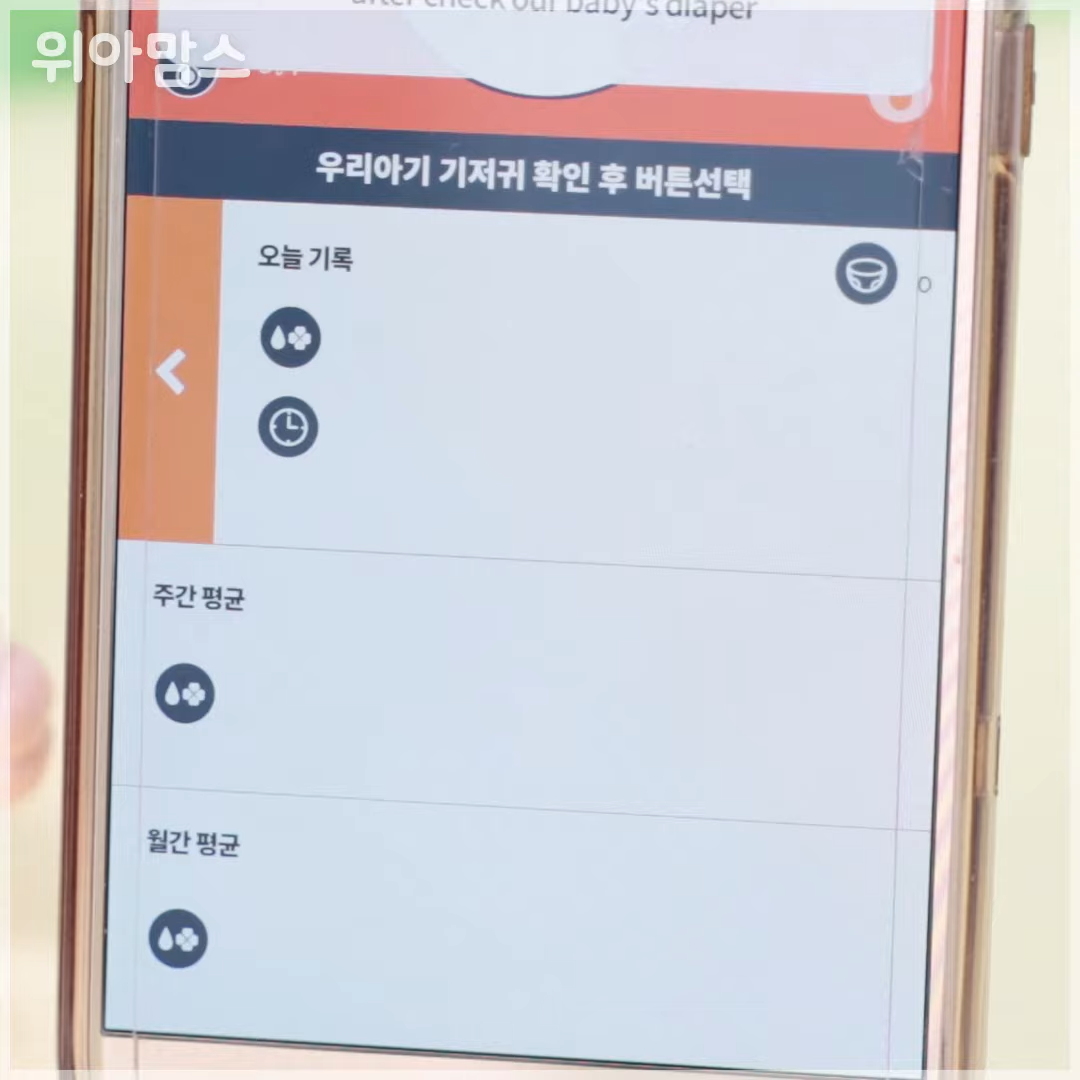 위아맘스
after check our baby's diaper
우리아기 기저귀 확인 후 버튼선택
오늘 기록
0
주간 평균
월간 평균